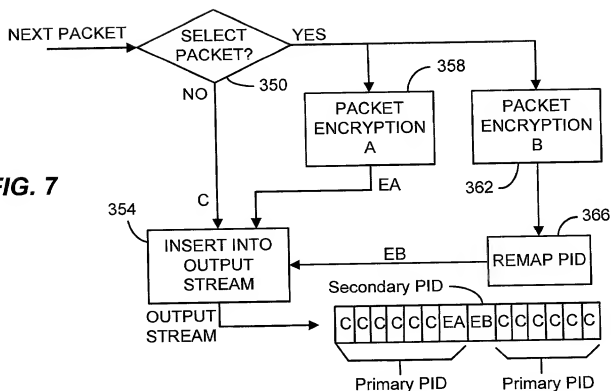 NEXT PACKET
SELECT
PACKET?
YES
350
NO
358
PACKET
ENCRYPTION
A
PACKET
ENCRYPTION
B
362
EA
FIG. 7
C
354
366
INSERT INTO
OUTPUT
STREAM
EB
REMAP PID
Secondary PID
OUTPUT
STREAM
C C C C C C EA EB C C C C C C
Primary PID
Primary PID